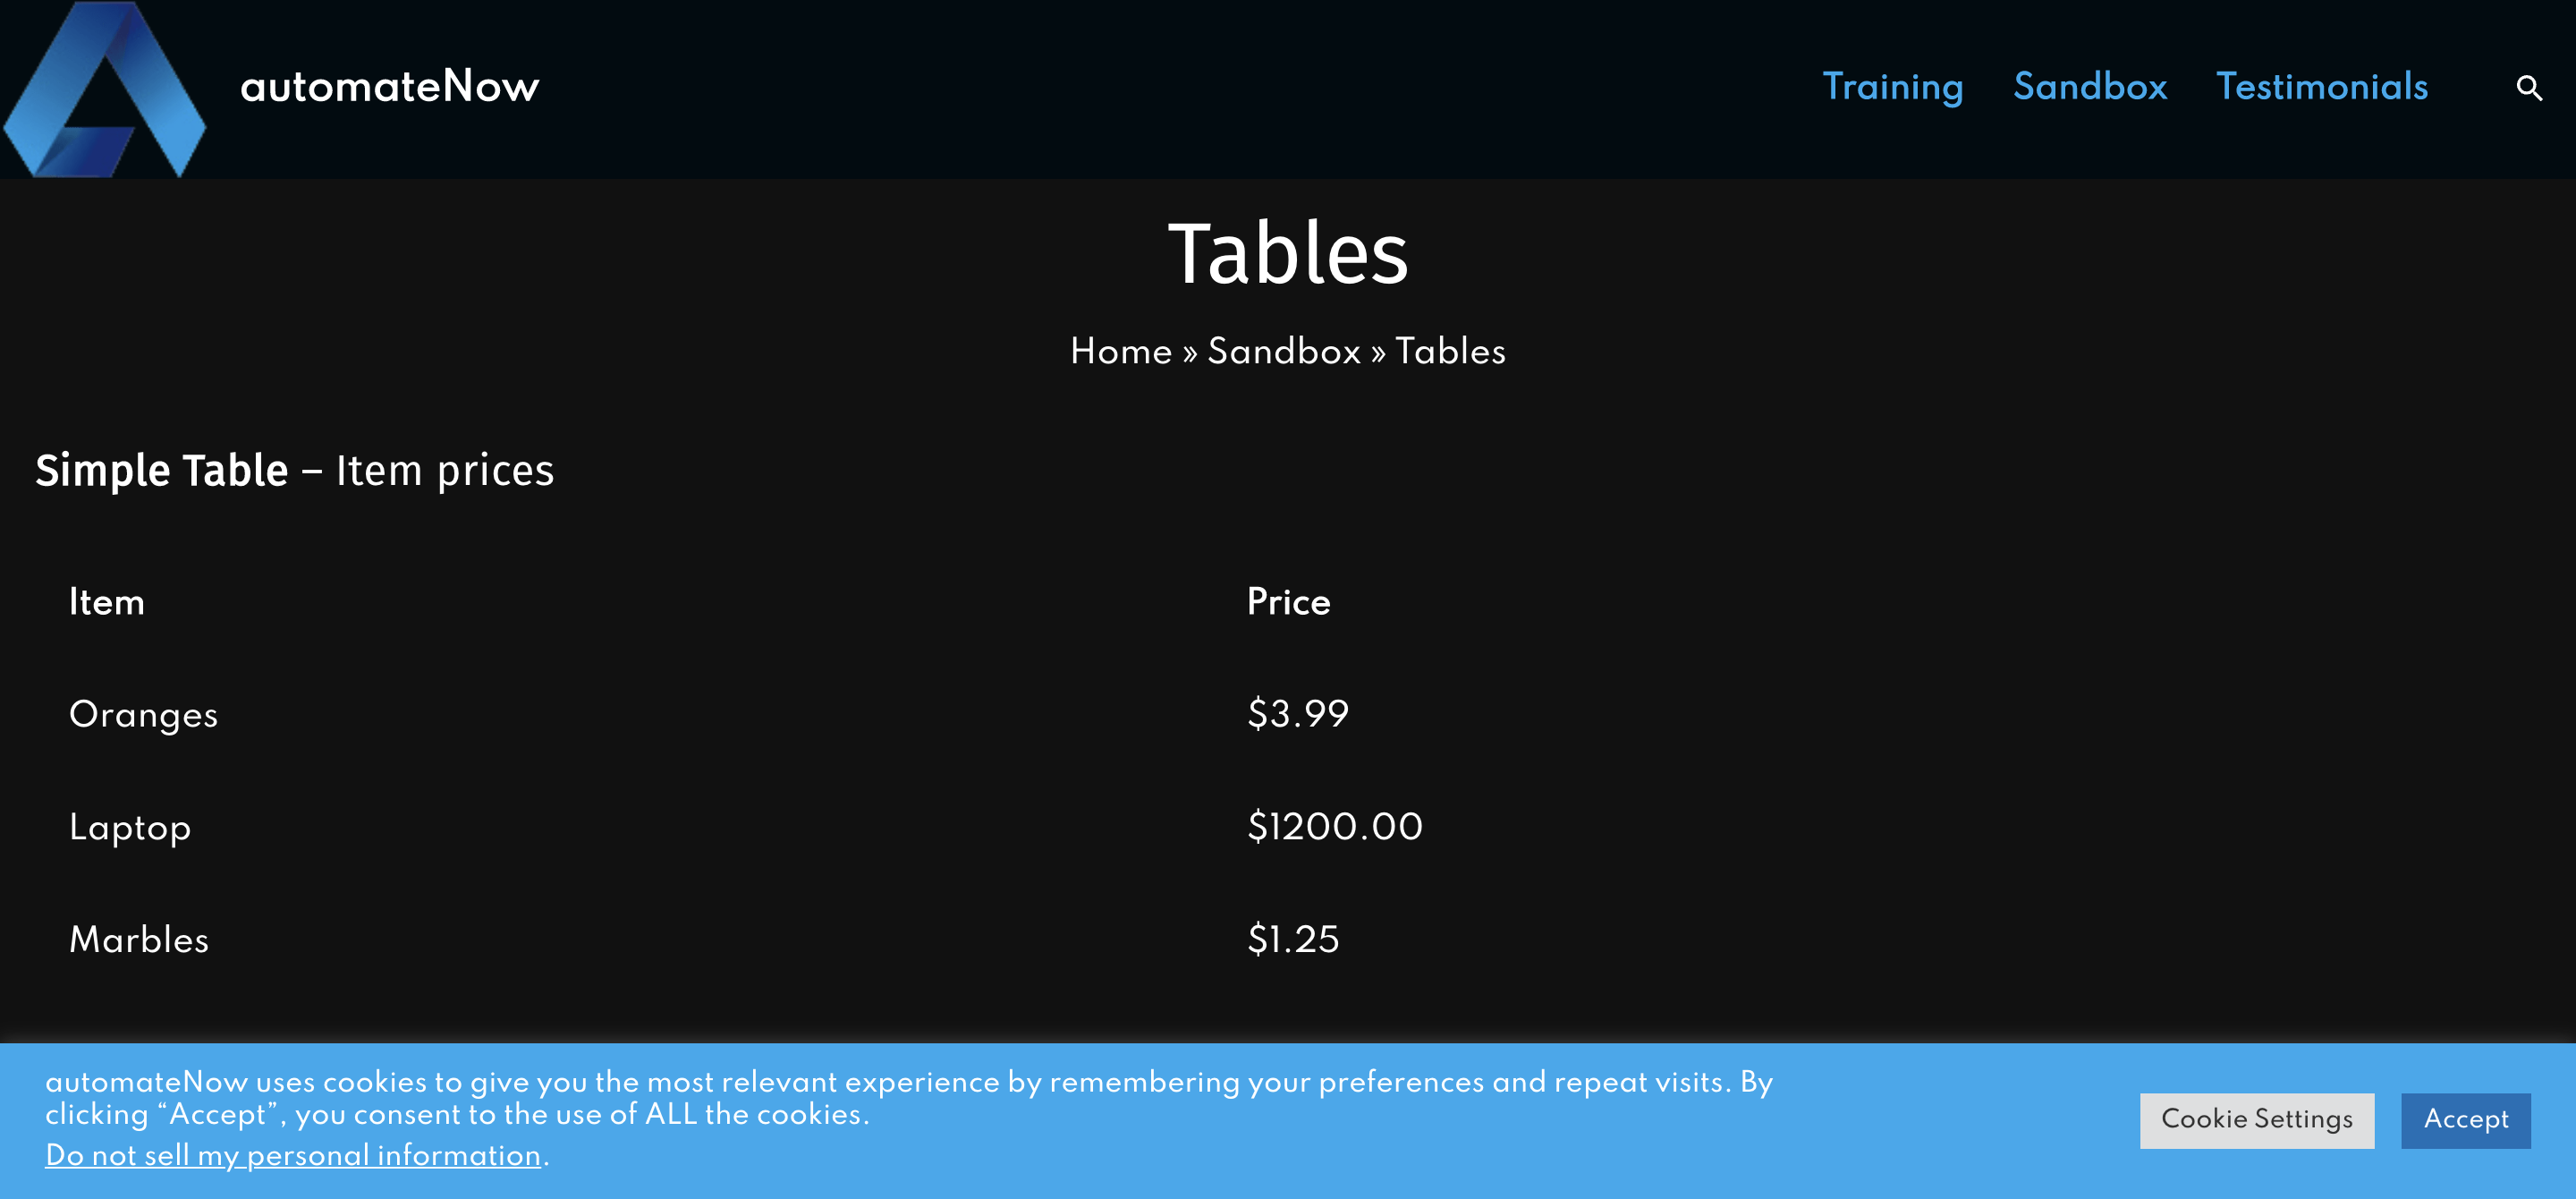 automateNow
Training Sandbox Testimonials
Tables
Home » Sandbox » Tables
Simple Table – Item prices
Item Price
Oranges $3.99
Laptop $1200.00
Marbles $1.25
automateNow uses cookies to give you the most relevant experience by remembering your preferences and repeat visits. By
clicking “Accept”, you consent to the use of ALL the cookies.
Do not sell my personal information.
Cookie Settings Accept